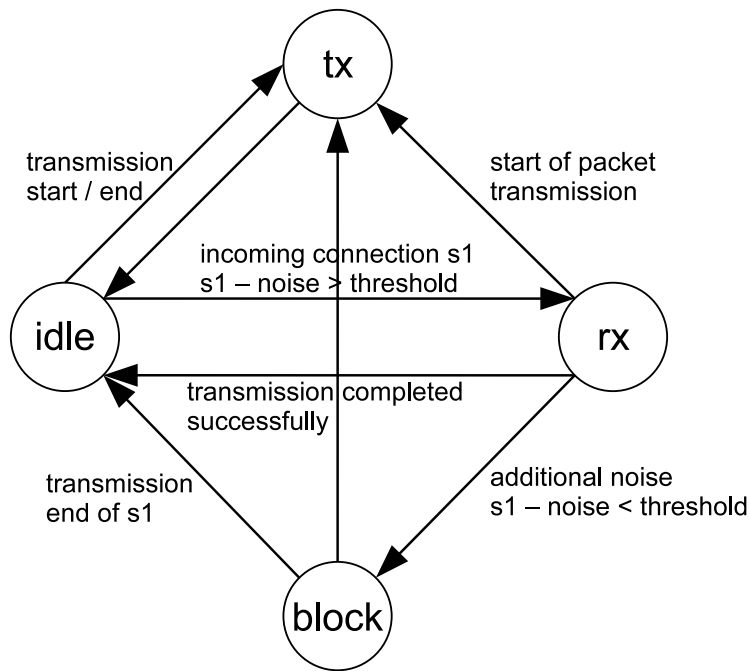 tx
transmission
start / end
start of packet
transmission
incoming connection s1
s1 – noise > threshold
idle
rx
transmission completed
successfully
transmission
end of s1
additional noise
s1 – noise < threshold
block